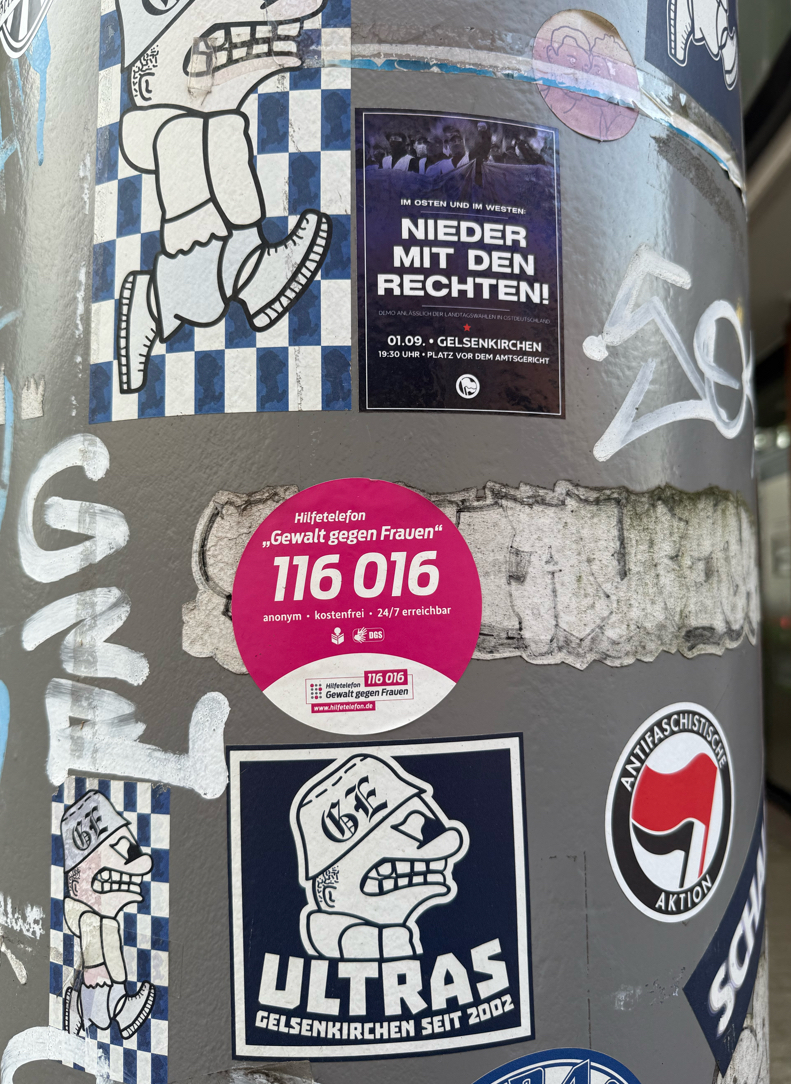 IM OSTEN UND IM WESTEN:
NIEDER
MIT DEN
RECHTEN!
DEMO ANLÄSSLICH DER LANDTAGSWAHLEN IN OSTDEUTSCHLAND
01.09. • GELSENKIRCHEN
19:30 UHR • PLATZ VOR DEM AMTSGERICHT
Hilfetelefon
„Gewalt gegen Frauen“
116 016
anonym • kostenfrei • 24/7 erreichbar
DGS
116 016
Hilfetelefon
Gewalt gegen Frauen
www.hilfetelefon.de
GE
GE
ULTRAS
GELSENKIRCHEN SEIT 2002
ANTIFASCHISTISCHE
AKTION